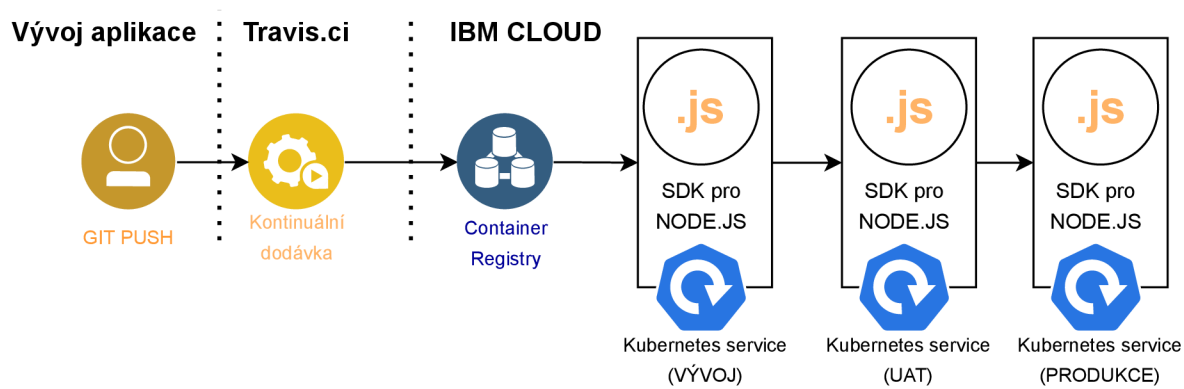 Vývoj aplikace
Travis.ci
IBM CLOUD
GIT PUSH
Kontinuální
dodávka
Container
Registry
.js
SDK pro
NODE.JS
Kubernetes service
(VÝVOJ)
.js
SDK pro
NODE.JS
Kubernetes service
(UAT)
.js
SDK pro
NODE.JS
Kubernetes service
(PRODUKCE)